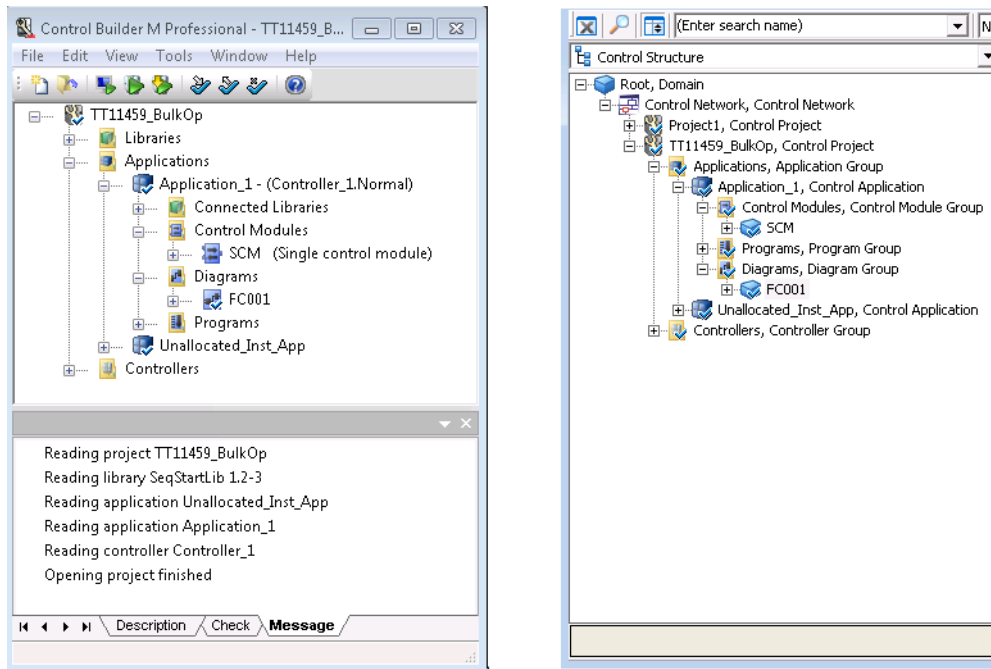 Control Builder M Professional - TT11459_B...
File Edit View Tools Window Help
TT11459_BulkOp
Libraries
Applications
Application_1 - (Controller_1.Normal)
Connected Libraries
Control Modules
SCM (Single control module)
Diagrams
FC001
Programs
Unallocated_Inst_App
Controllers
Reading project TT11459_BulkOp
Reading library SeqStartLib 1.2-3
Reading application Unallocated_Inst_App
Reading application Application_1
Reading controller Controller_1
Opening project finished
Description Check Message
(Enter search name) N
Control Structure
Root, Domain
Control Network, Control Network
Project1, Control Project
TT11459_BulkOp, Control Project
Applications, Application Group
Application_1, Control Application
Control Modules, Control Module Group
SCM
Programs, Program Group
Diagrams, Diagram Group
FC001
Unallocated_Inst_App, Control Application
Controllers, Controller Group